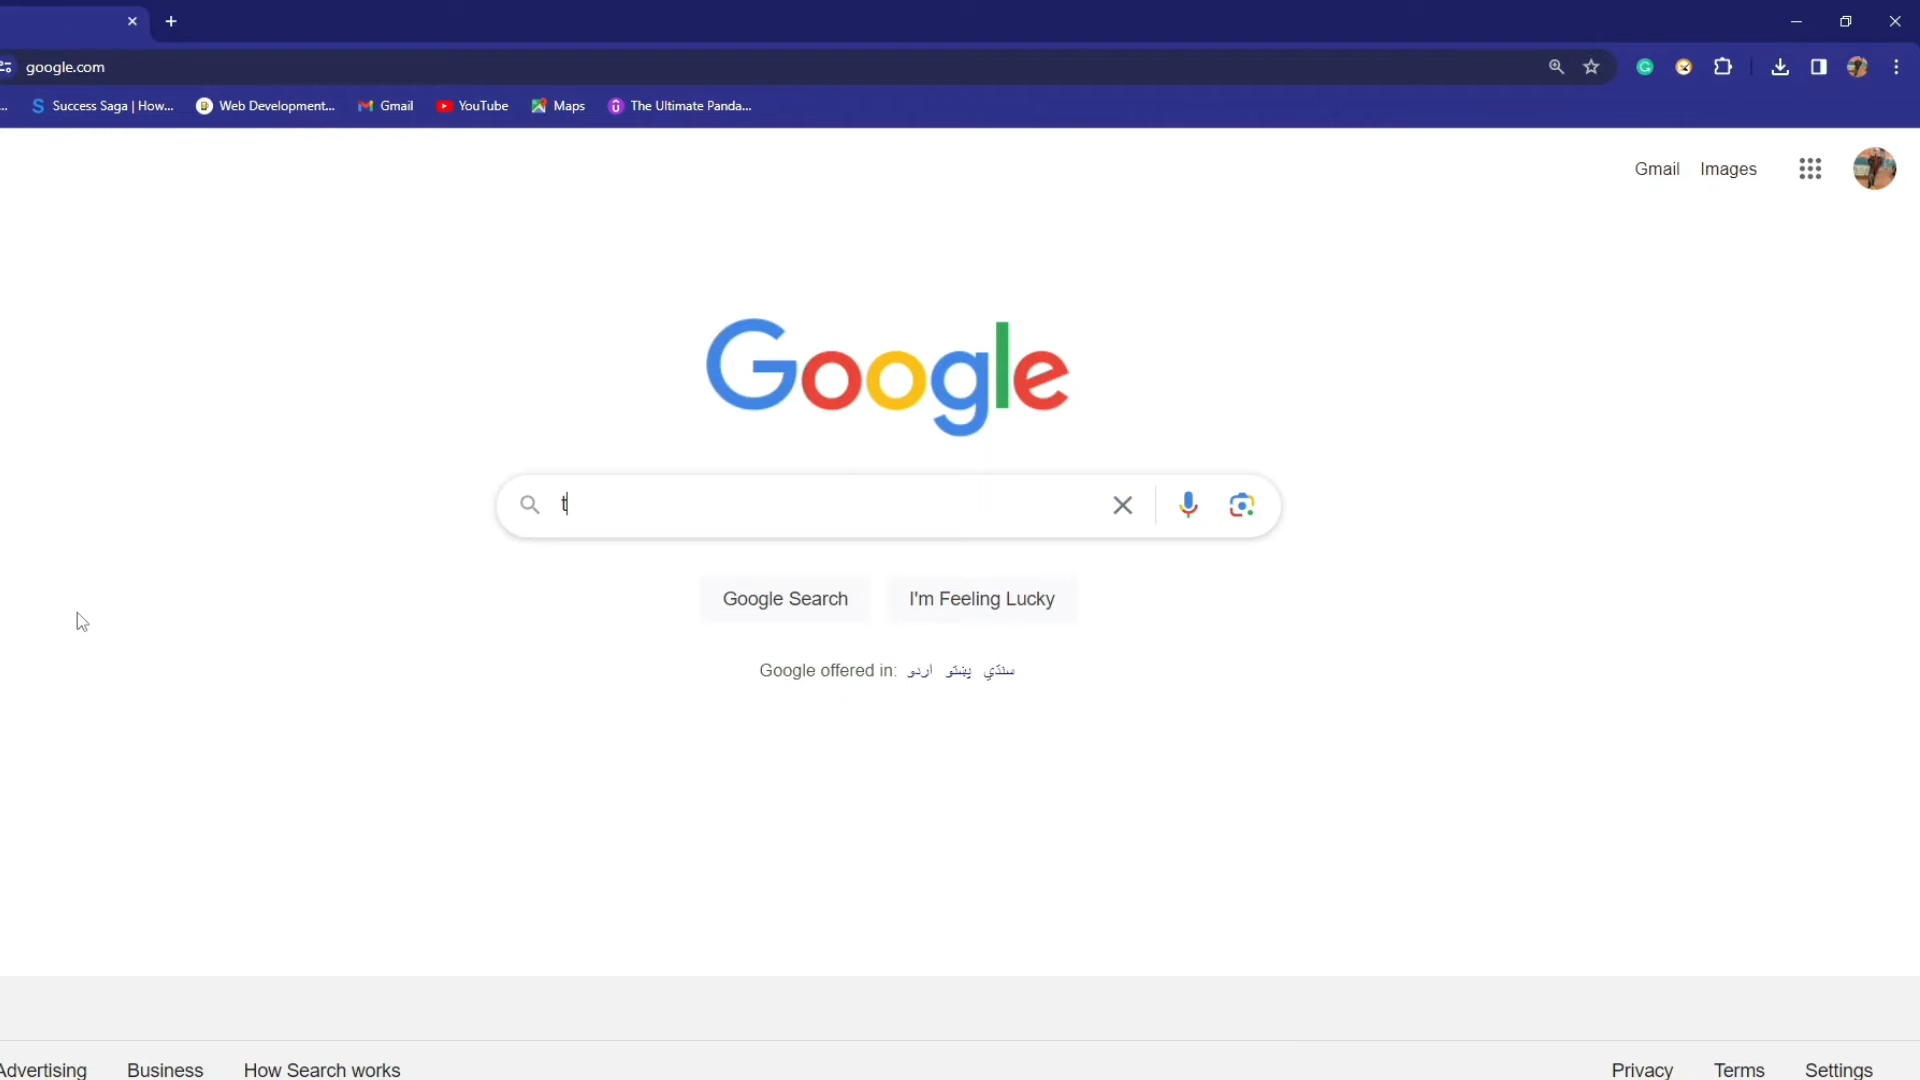 google.com
... Success Saga | How... Web Development... Gmail YouTube Maps The Ultimate Panda...
Gmail Images
Google
t
Google Search I'm Feeling Lucky
Google offered in: اردو پښتو سنڌي
Advertising Business How Search works Privacy Terms Settings